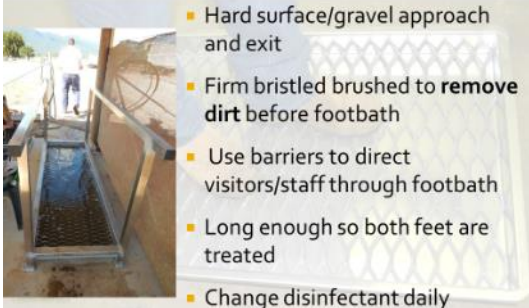 Hard surface/gravel approach
and exit
Firm bristled brushed to remove
dirt before footbath
Use barriers to direct
visitors/staff through footbath
Long enough so both feet are
treated
Change disinfectant daily